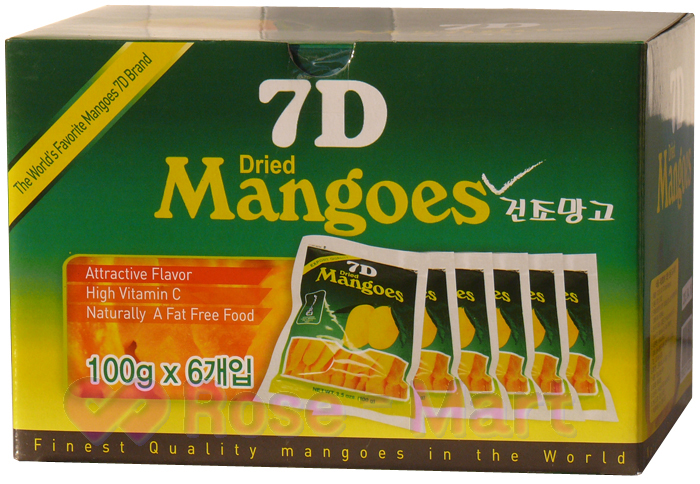 The World's Favorite Mangoes 7D Brand
7D
Dried
Mangoes
건조망고
Attractive Flavor
High Vitamin C
Naturally A Fat Free Food
100g x 6개입
7D
Dried
Mangoes
Rose Mart
Finest Quality mangoes in the World
Dried
Mangoes